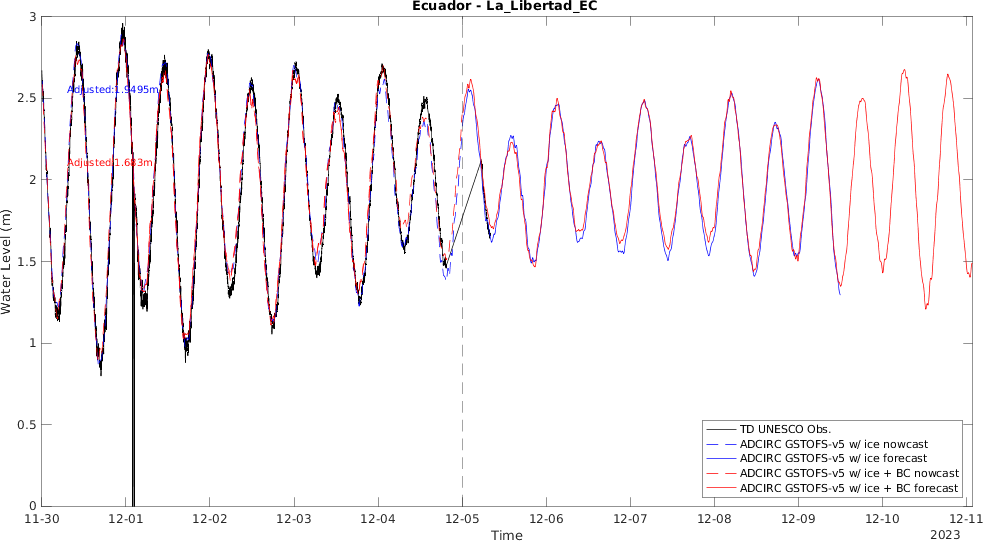 Ecuador - La_Libertad_EC
3
2.5
2
1.5
1
0.5
0
Water Level (m)
Adjusted:1.9495m
Adjusted:1.683m
TD UNESCO Obs.
ADCIRC GSTOFS-v5 w/ ice nowcast
ADCIRC GSTOFS-v5 w/ ice forecast
ADCIRC GSTOFS-v5 w/ ice + BC nowcast
ADCIRC GSTOFS-v5 w/ ice + BC forecast
11-30 12-01 12-02 12-03 12-04 12-05 12-06 12-07 12-08 12-09 12-10 12-11
Time
2023